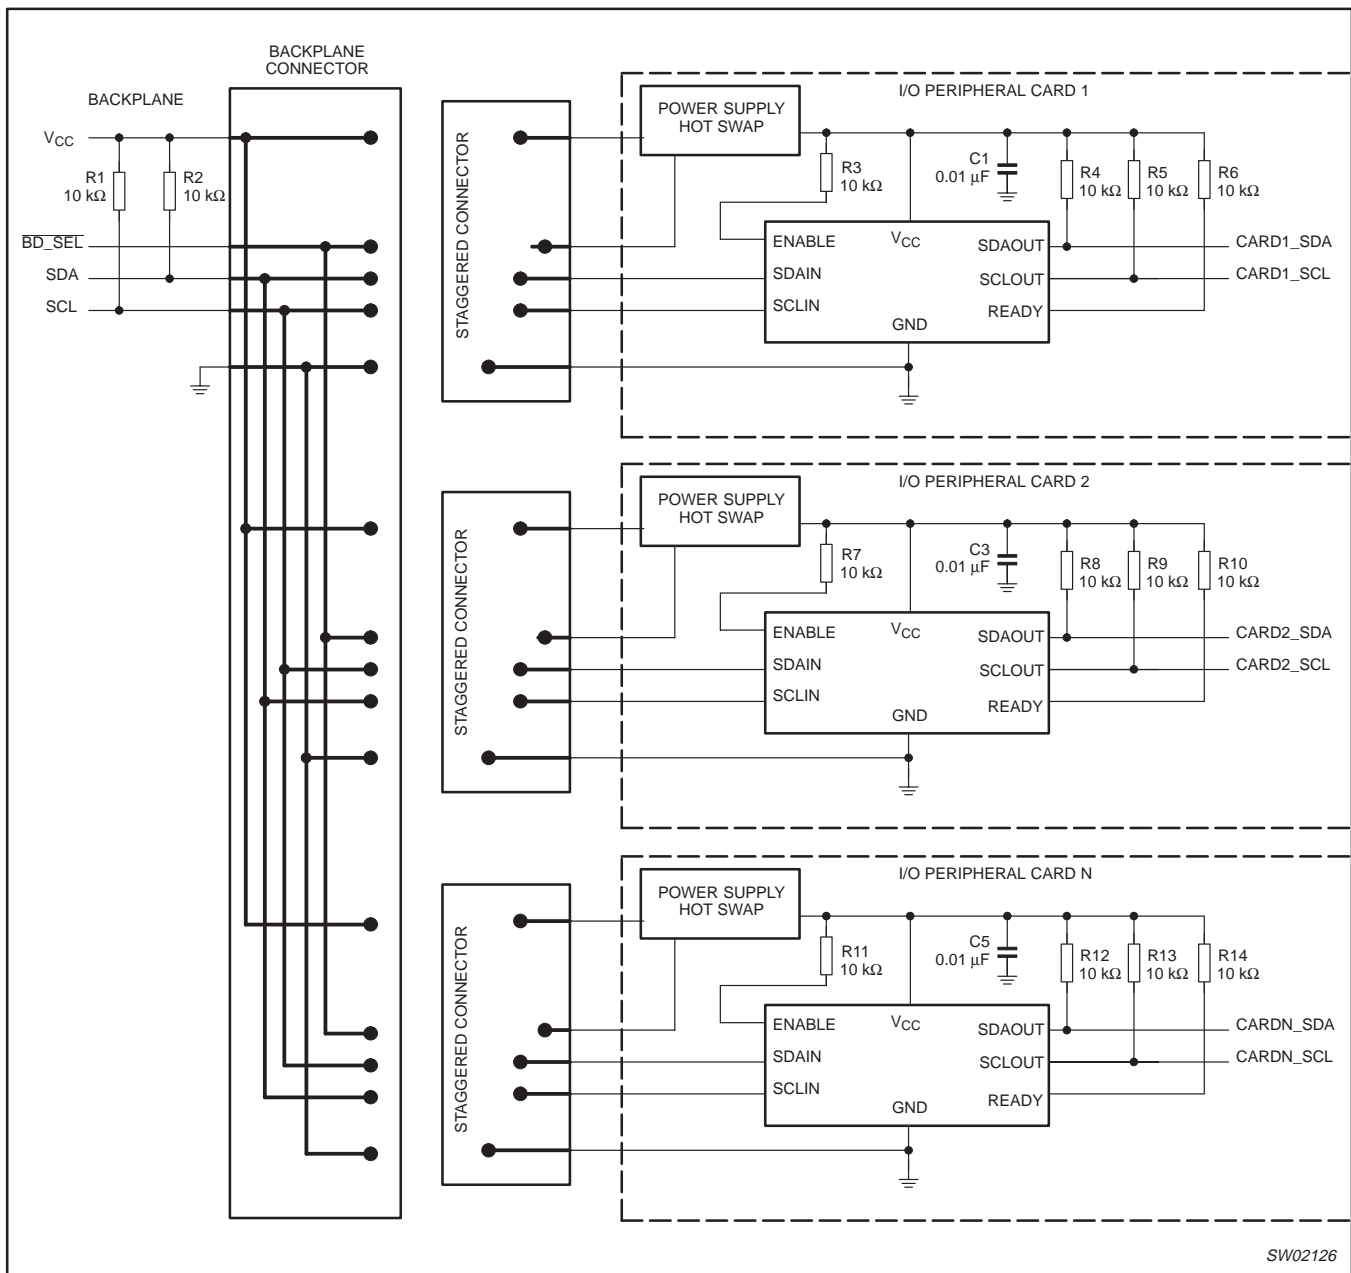 BACKPLANE
CONNECTOR
BACKPLANE
VCC
R1
10 kΩ
R2
10 kΩ
BD_SEL
SDA
SCL
STAGGERED CONNECTOR
I/O PERIPHERAL CARD 1
POWER SUPPLY
HOT SWAP
R3
10 kΩ
C1
0.01 μF
R4
10 kΩ
R5
10 kΩ
R6
10 kΩ
ENABLE
VCC
SDAOUT
CARD1_SDA
SDAIN
SCLOUT
CARD1_SCL
SCLIN
READY
GND
STAGGERED CONNECTOR
I/O PERIPHERAL CARD 2
POWER SUPPLY
HOT SWAP
R7
10 kΩ
C3
0.01 μF
R8
10 kΩ
R9
10 kΩ
R10
10 kΩ
ENABLE
VCC
SDAOUT
CARD2_SDA
SDAIN
SCLOUT
CARD2_SCL
SCLIN
READY
GND
STAGGERED CONNECTOR
I/O PERIPHERAL CARD N
POWER SUPPLY
HOT SWAP
R11
10 kΩ
C5
0.01 μF
R12
10 kΩ
R13
10 kΩ
R14
10 kΩ
ENABLE
VCC
SDAOUT
CARDN_SDA
SDAIN
SCLOUT
CARDN_SCL
SCLIN
READY
GND
SW02126